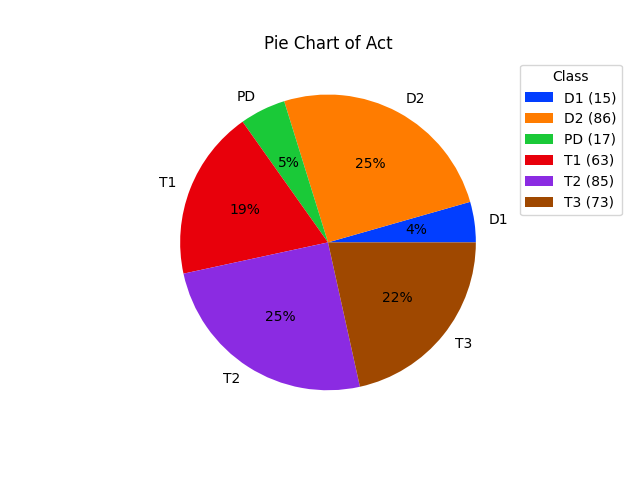 Pie Chart of Act
Class
D1 (15)
D2 (86)
PD (17)
T1 (63)
T2 (85)
T3 (73)
PD
D2
T1
D1
T2
T3
5%
25%
19%
4%
25%
22%